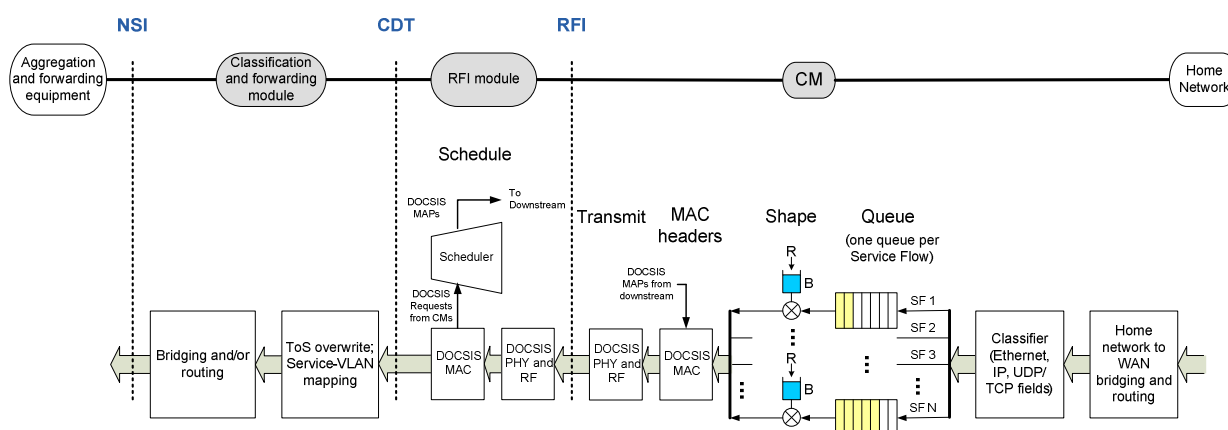 NSI
CDT
RFI
Aggregation
and forwarding
equipment
Classification
and forwarding
module
RFI module
CM
Home
Network
Schedule
DOCSIS
MAPs
To
Downstream
Scheduler
DOCSIS
Requests
from CMs
Transmit
MAC
headers
Shape
Queue
(one queue per
Service Flow)
DOCSIS
MAPs from
downstream
R
B
SF 1
SF 2
SF 3
SF N
R
B
Bridging and/or
routing
ToS overwrite;
Service-VLAN
mapping
DOCSIS
MAC
DOCSIS
PHY and
RF
DOCSIS
PHY and
RF
DOCSIS
MAC
Classifier
(Ethernet,
IP, UDP/
TCP fields)
Home
network to
WAN
bridging and
routing